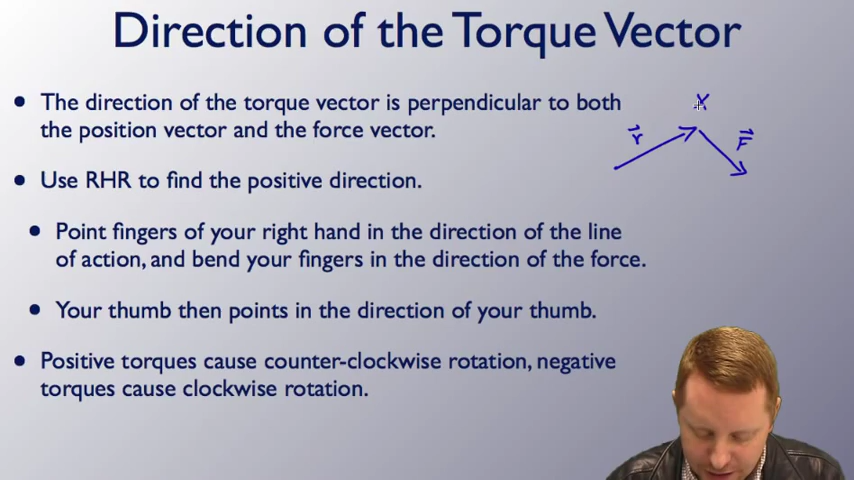 Direction of the Torque Vector
• The direction of the torque vector is perpendicular to both
the position vector and the force vector.
• Use RHR to find the positive direction.
• Point fingers of your right hand in the direction of the line
of action, and bend your fingers in the direction of the force.
• Your thumb then points in the direction of your thumb.
• Positive torques cause counter-clockwise rotation, negative
torques cause clockwise rotation.
X
r⃗
F⃗